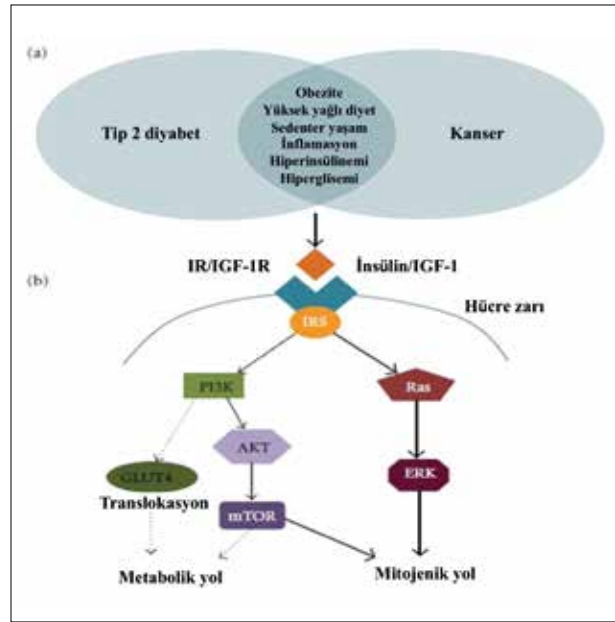 (a)
Obezite
Yüksek yağlı diyet
Tip 2 diyabet
Sedenter yaşam
Kanser
İnflamasyon
Hiperinsülinemi
Hiperglisemi
IR/IGF-1R
İnsülin/IGF-1
(b)
Hücre zarı
IRS
PI3K
Ras
AKT
GLUT4
ERK
Translokasyon
mTOR
Metabolik yol
Mitojenik yol